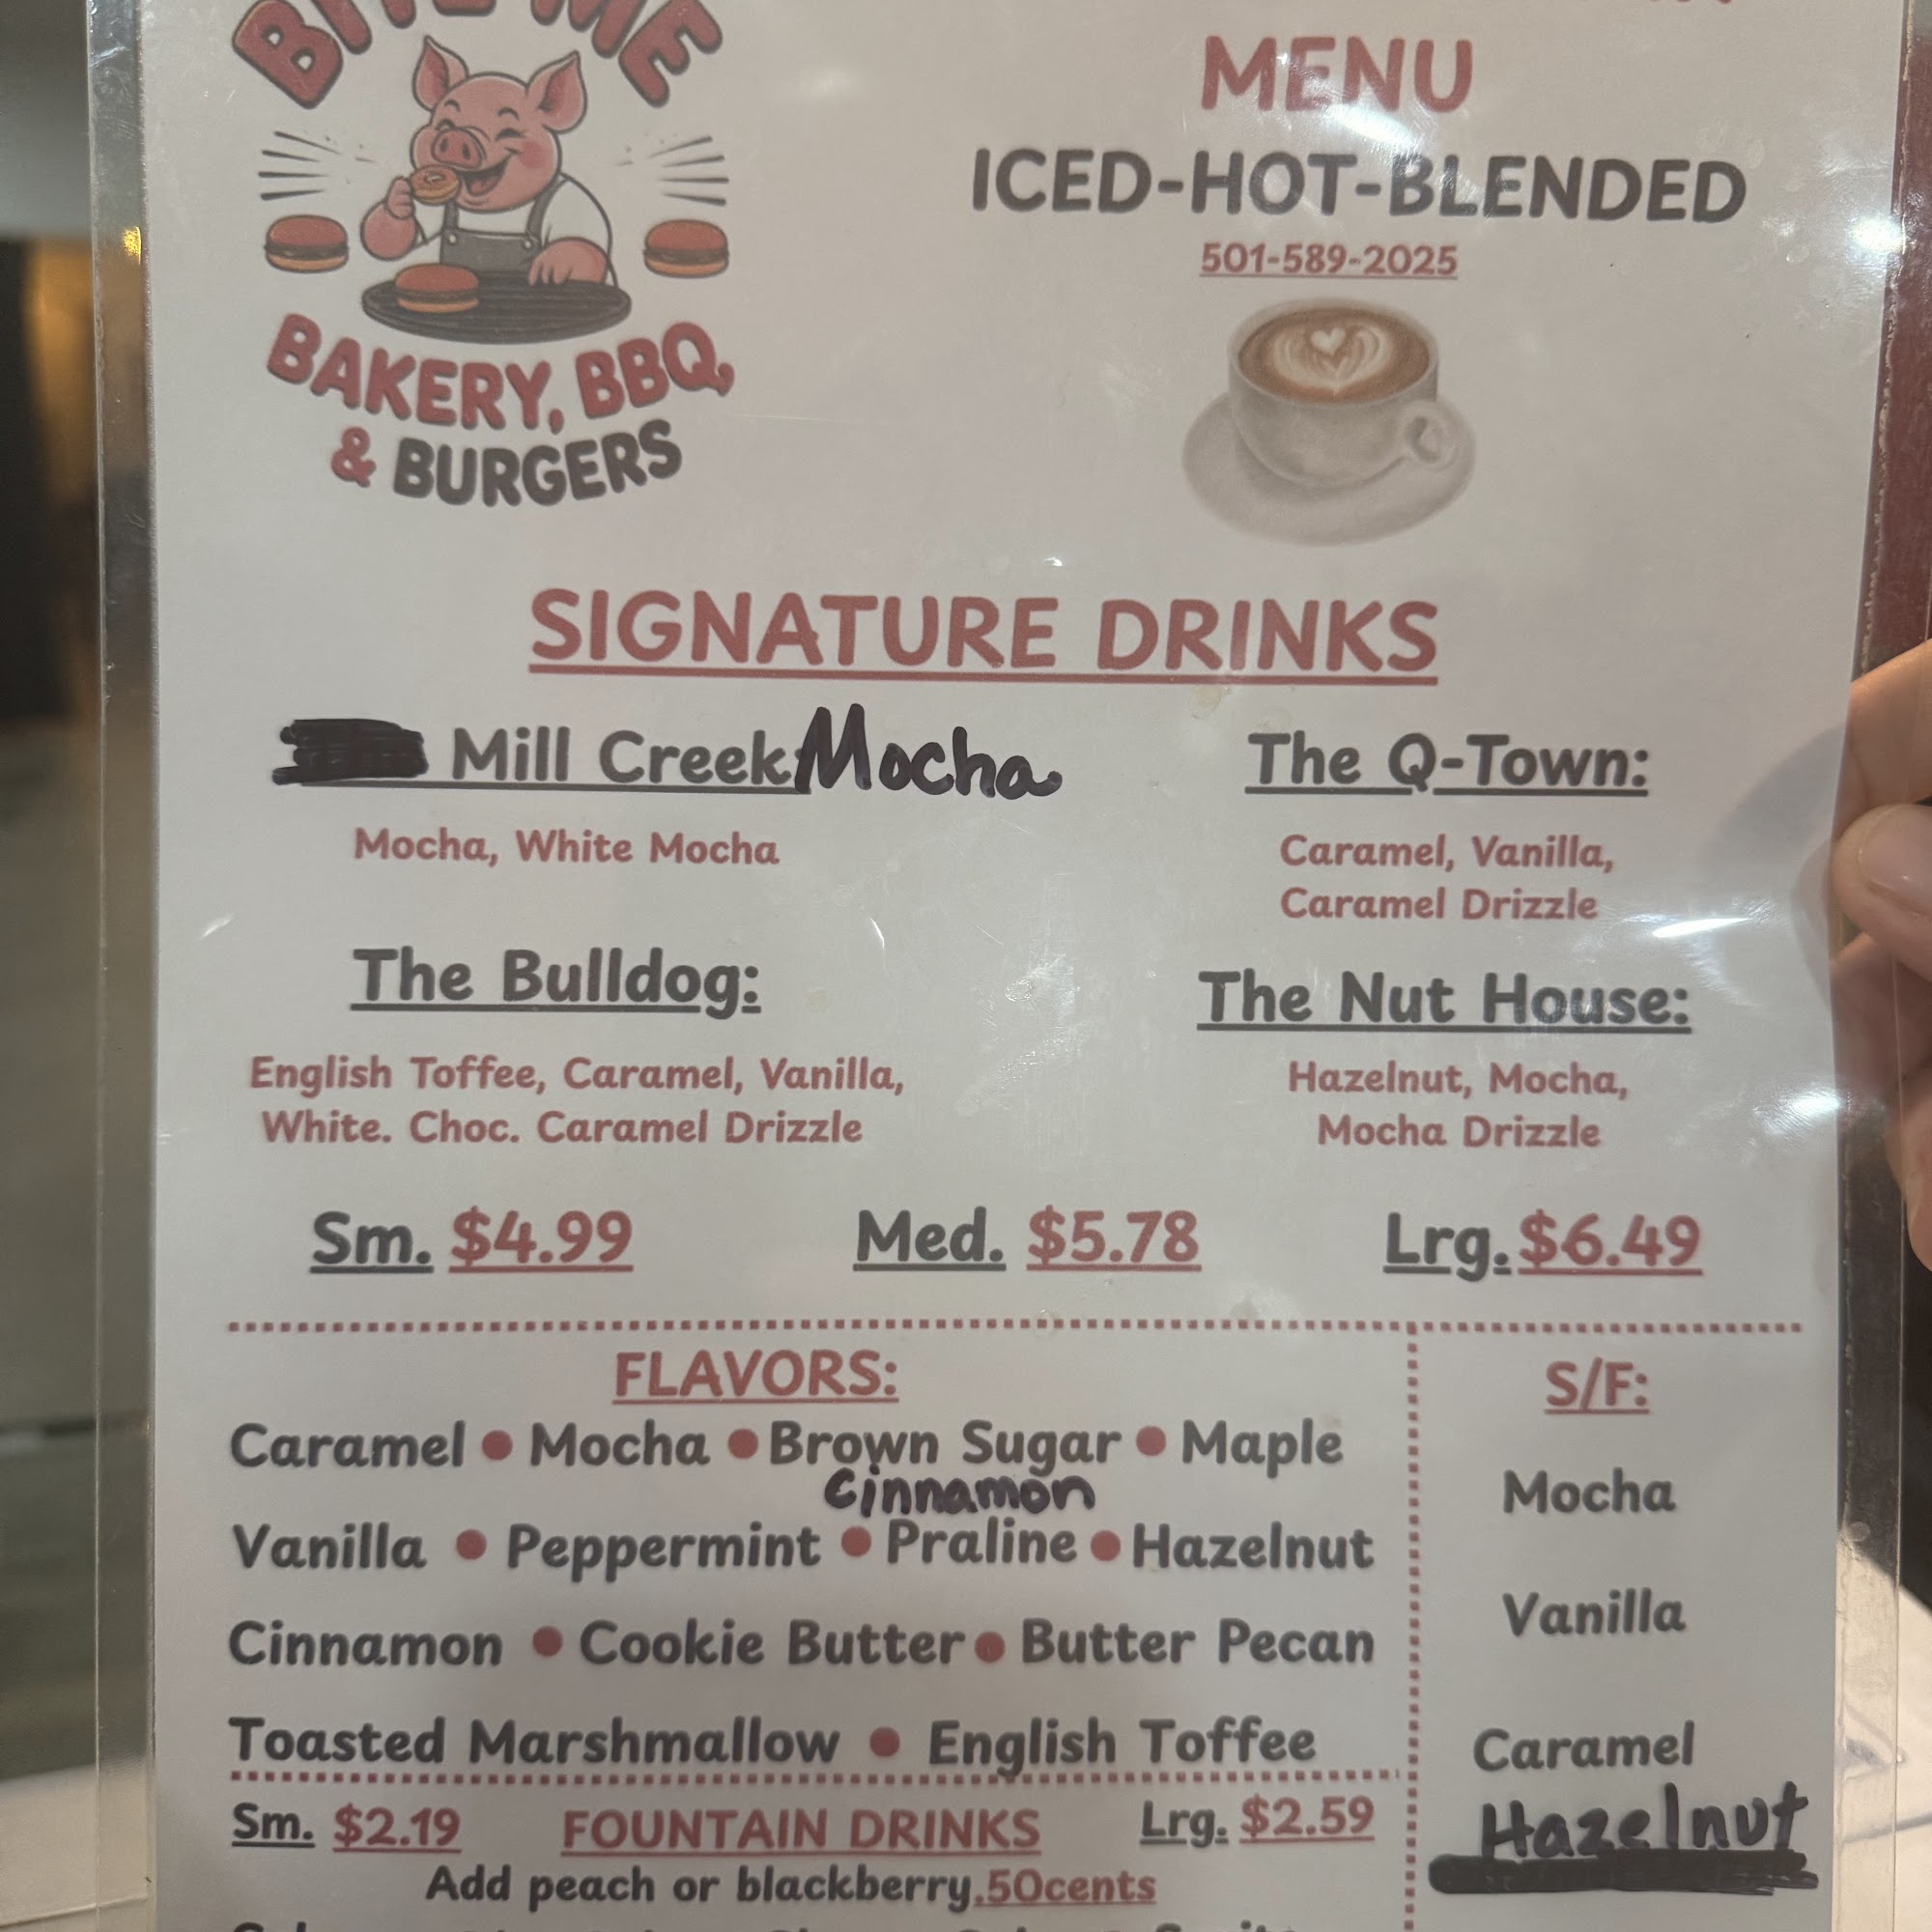 BITE ME
BAKERY, BBQ,
& BURGERS
MENU
ICED-HOT-BLENDED
501-589-2025
SIGNATURE DRINKS
Mill Creek: Mocha
Mocha, White Mocha
The Q-Town:
Caramel, Vanilla,
Caramel Drizzle
The Bulldog:
English Toffee, Caramel, Vanilla,
White. Choc. Caramel Drizzle
The Nut House:
Hazelnut, Mocha,
Mocha Drizzle
Sm. $4.99 Med. $5.78 Lrg. $6.49
FLAVORS:
Caramel • Mocha • Brown Sugar • Maple
Cinnamon
Vanilla • Peppermint • Praline • Hazelnut
Cinnamon • Cookie Butter • Butter Pecan
Toasted Marshmallow • English Toffee
S/F:
Mocha
Vanilla
Caramel
Hazelnut
Sm. $2.19 FOUNTAIN DRINKS Lrg. $2.59
Add peach or blackberry .50cents